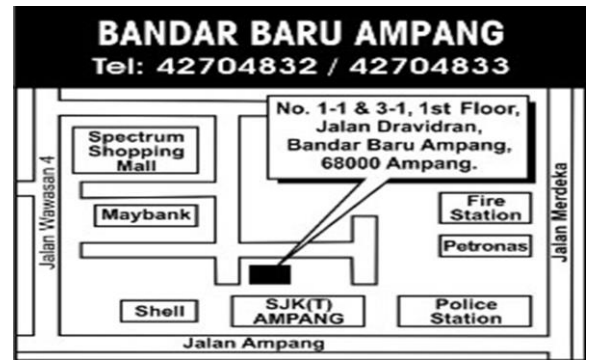 BANDAR BARU AMPANG
Tel: 42704832 / 42704833
No. 1-1 & 3-1, 1st Floor,
Jalan Dravidran,
Bandar Baru Ampang,
68000 Ampang.
Spectrum
Shopping
Mall
Jalan Wawasan 4
Maybank
Fire
Station
Jalan Merdeka
Petronas
Shell
SJK(T)
AMPANG
Police
Station
Jalan Ampang